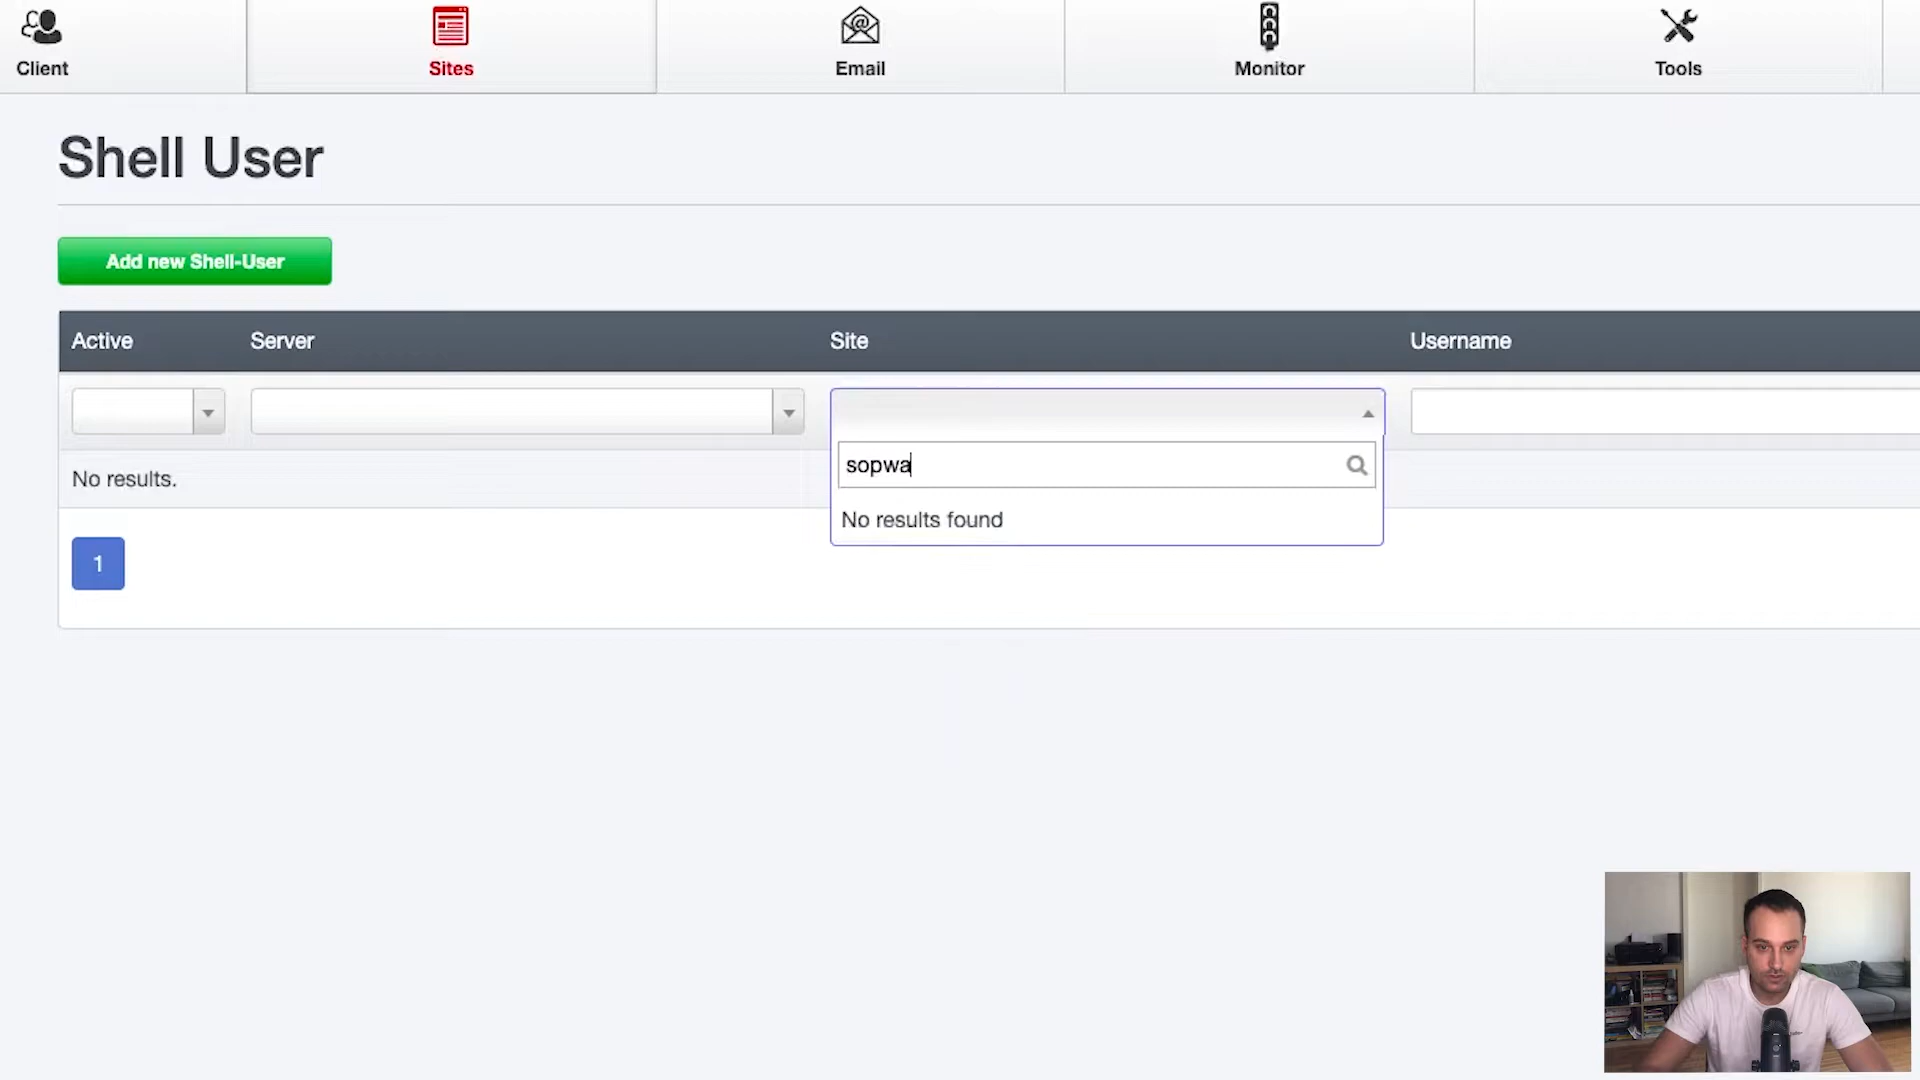 Client
Sites
Email
Monitor
Tools
Shell User
Add new Shell-User
Active
Server
Site
Username
sopwa
No results.
No results found
1